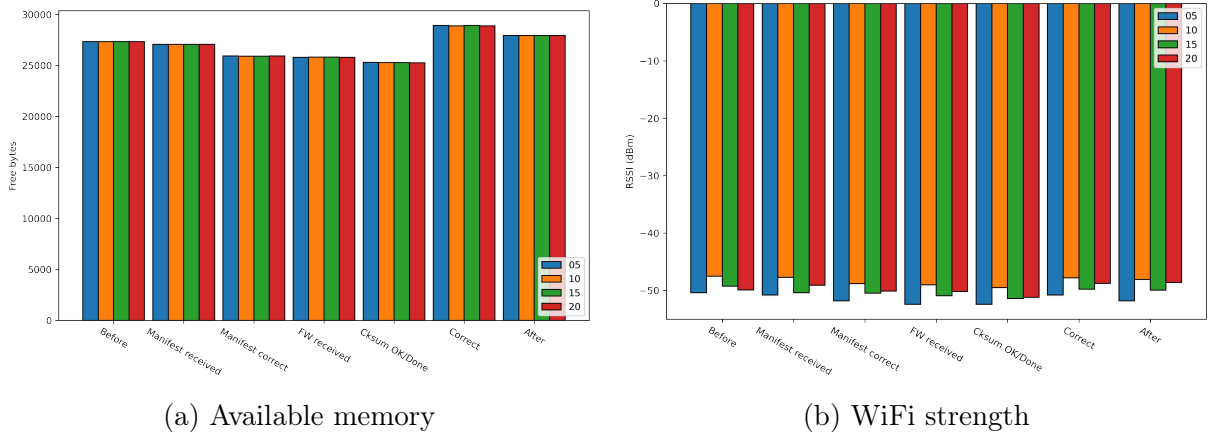 30000
25000
20000
15000
10000
5000
0
Free bytes
Before
Manifest received
Manifest correct
FW received
Cksum OK/Done
Correct
After
05
10
15
20
(a) Available memory
0
−10
−20
−30
−40
−50
RSSI (dBm)
Before
Manifest received
Manifest correct
FW received
Cksum OK/Done
Correct
After
05
10
15
20
(b) WiFi strength